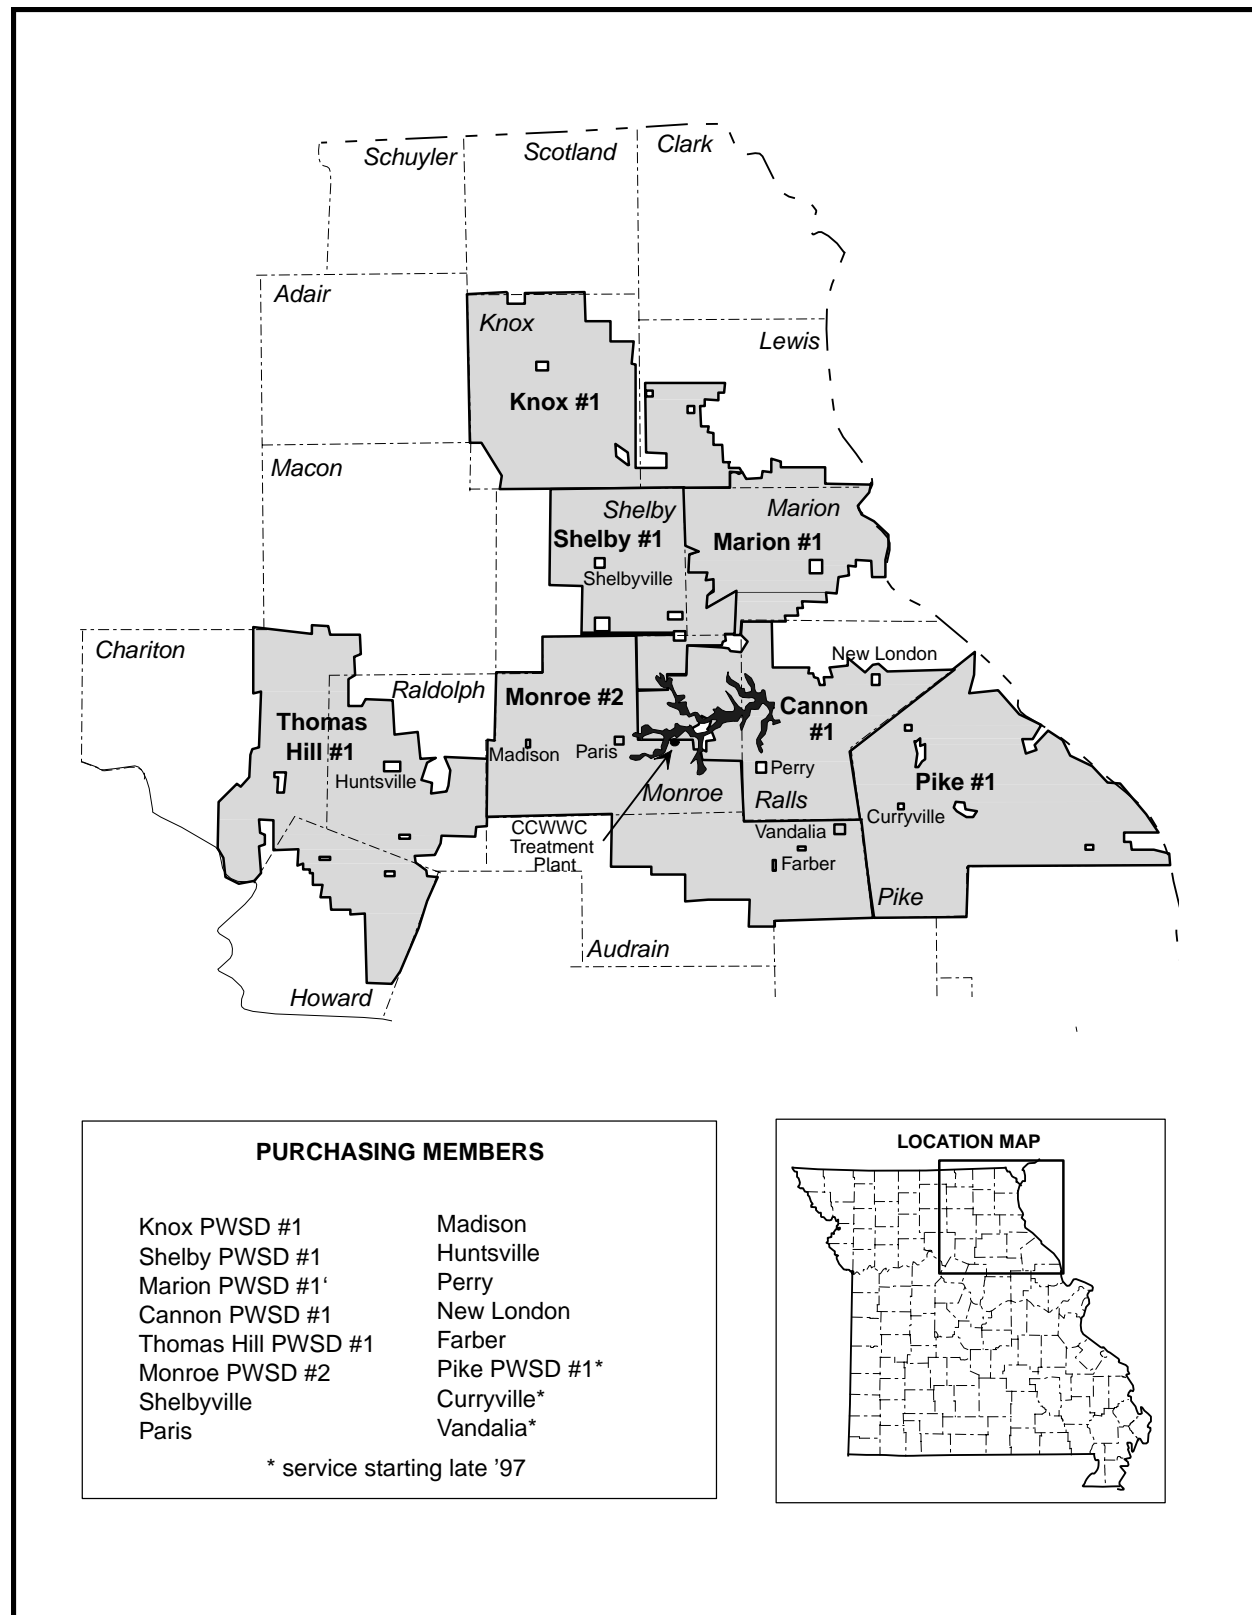 Schuyler
Scotland
Clark
Adair
Knox
Lewis
Knox #1
Macon
Shelby
Marion
Shelby #1
Marion #1
Shelbyville
Chariton
New London
Raldolph
Monroe #2
Cannon
#1
Thomas
Hill #1
Madison
Paris
Huntsville
Perry
Pike #1
Monroe
Ralls
Curryville
CCWWC
Treatment
Plant
Vandalia
Farber
Pike
Audrain
Howard
PURCHASING MEMBERS
Knox PWSD #1
Shelby PWSD #1
Marion PWSD #1‘
Cannon PWSD #1
Thomas Hill PWSD #1
Monroe PWSD #2
Shelbyville
Paris
Madison
Huntsville
Perry
New London
Farber
Pike PWSD #1*
Curryville*
Vandalia*
* service starting late ’97
LOCATION MAP